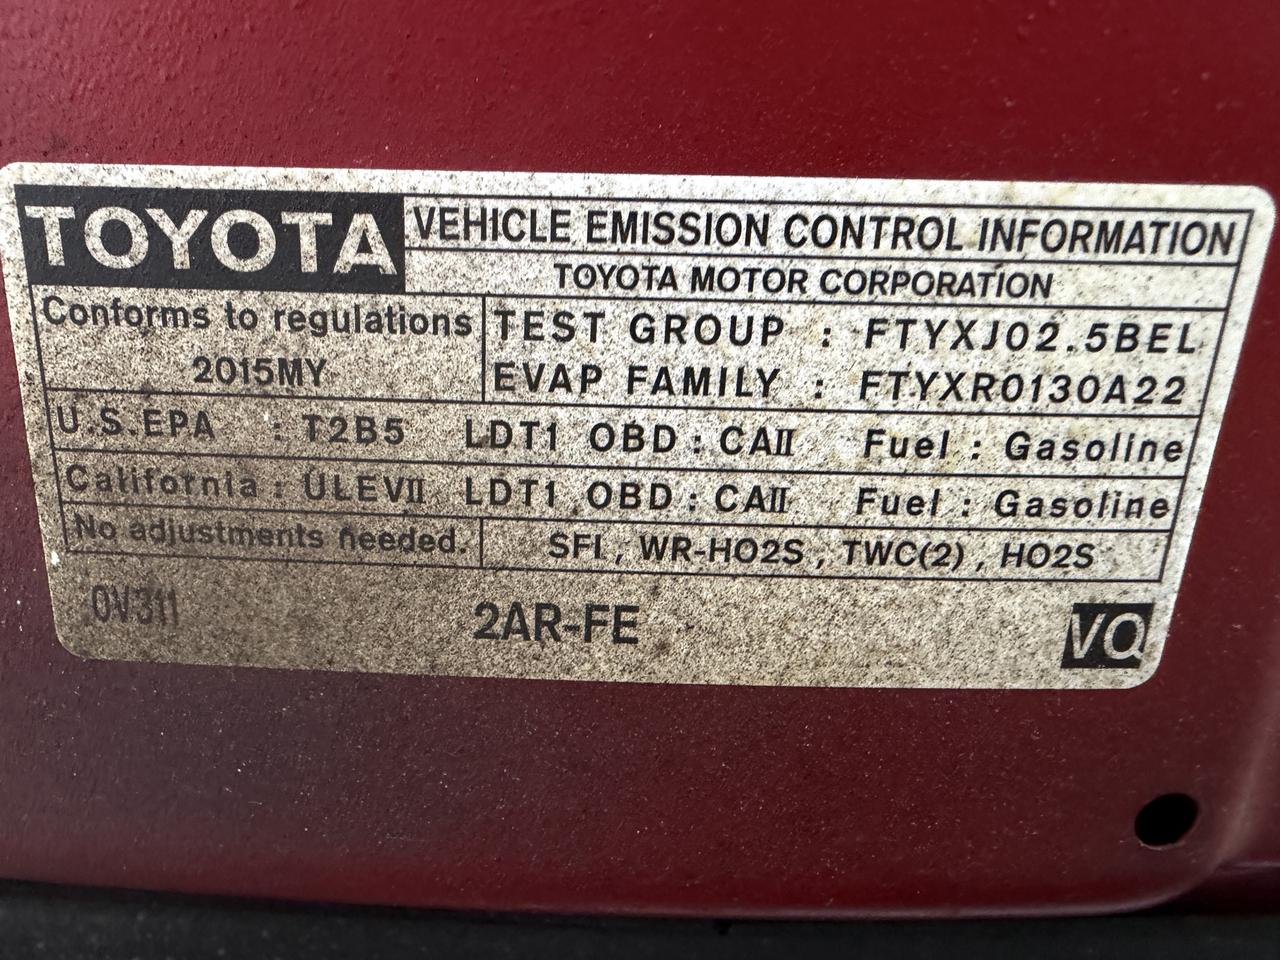 TOYOTA VEHICLE EMISSION CONTROL INFORMATION
TOYOTA MOTOR CORPORATION
Conforms to regulations
2015MY
TEST GROUP : FTYXJ02.5BEL
EVAP FAMILY : FTYXR0130A22
U.S.EPA : T2B5 LDT1 OBD : CAII Fuel : Gasoline
California : ULEVII LDT1 OBD : CAII Fuel : Gasoline
No adjustments needed. SFI, WR-HO2S, TWC(2), HO2S
0V311 2AR-FE VQ